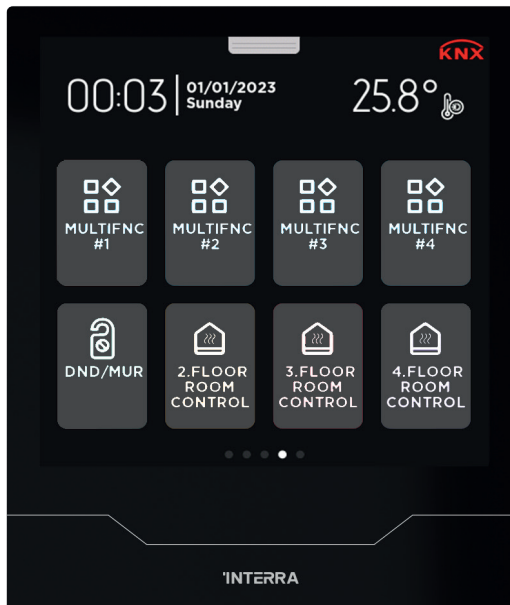 KNX
00:03
01/01/2023
Sunday
25.8°
MULTIFNC
#1
MULTIFNC
#2
MULTIFNC
#3
MULTIFNC
#4
DND/MUR
2.FLOOR
ROOM
CONTROL
3.FLOOR
ROOM
CONTROL
4.FLOOR
ROOM
CONTROL
INTERRA